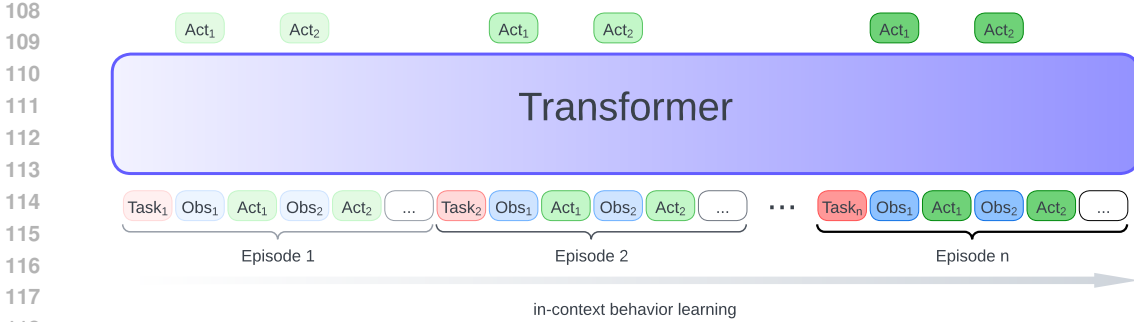 108
Act₁ Act₂ Act₁ Act₂ Act₁ Act₂
109
110
111
Transformer
112
113
114
Task₁ Obs₁ Act₁ Obs₂ Act₂ ... Task₂ Obs₁ Act₁ Obs₂ Act₂ ... ... Taskₙ Obs₁ Act₁ Obs₂ Act₂ ...
115
Episode 1 Episode 2 Episode n
116
117
in-context behavior learning